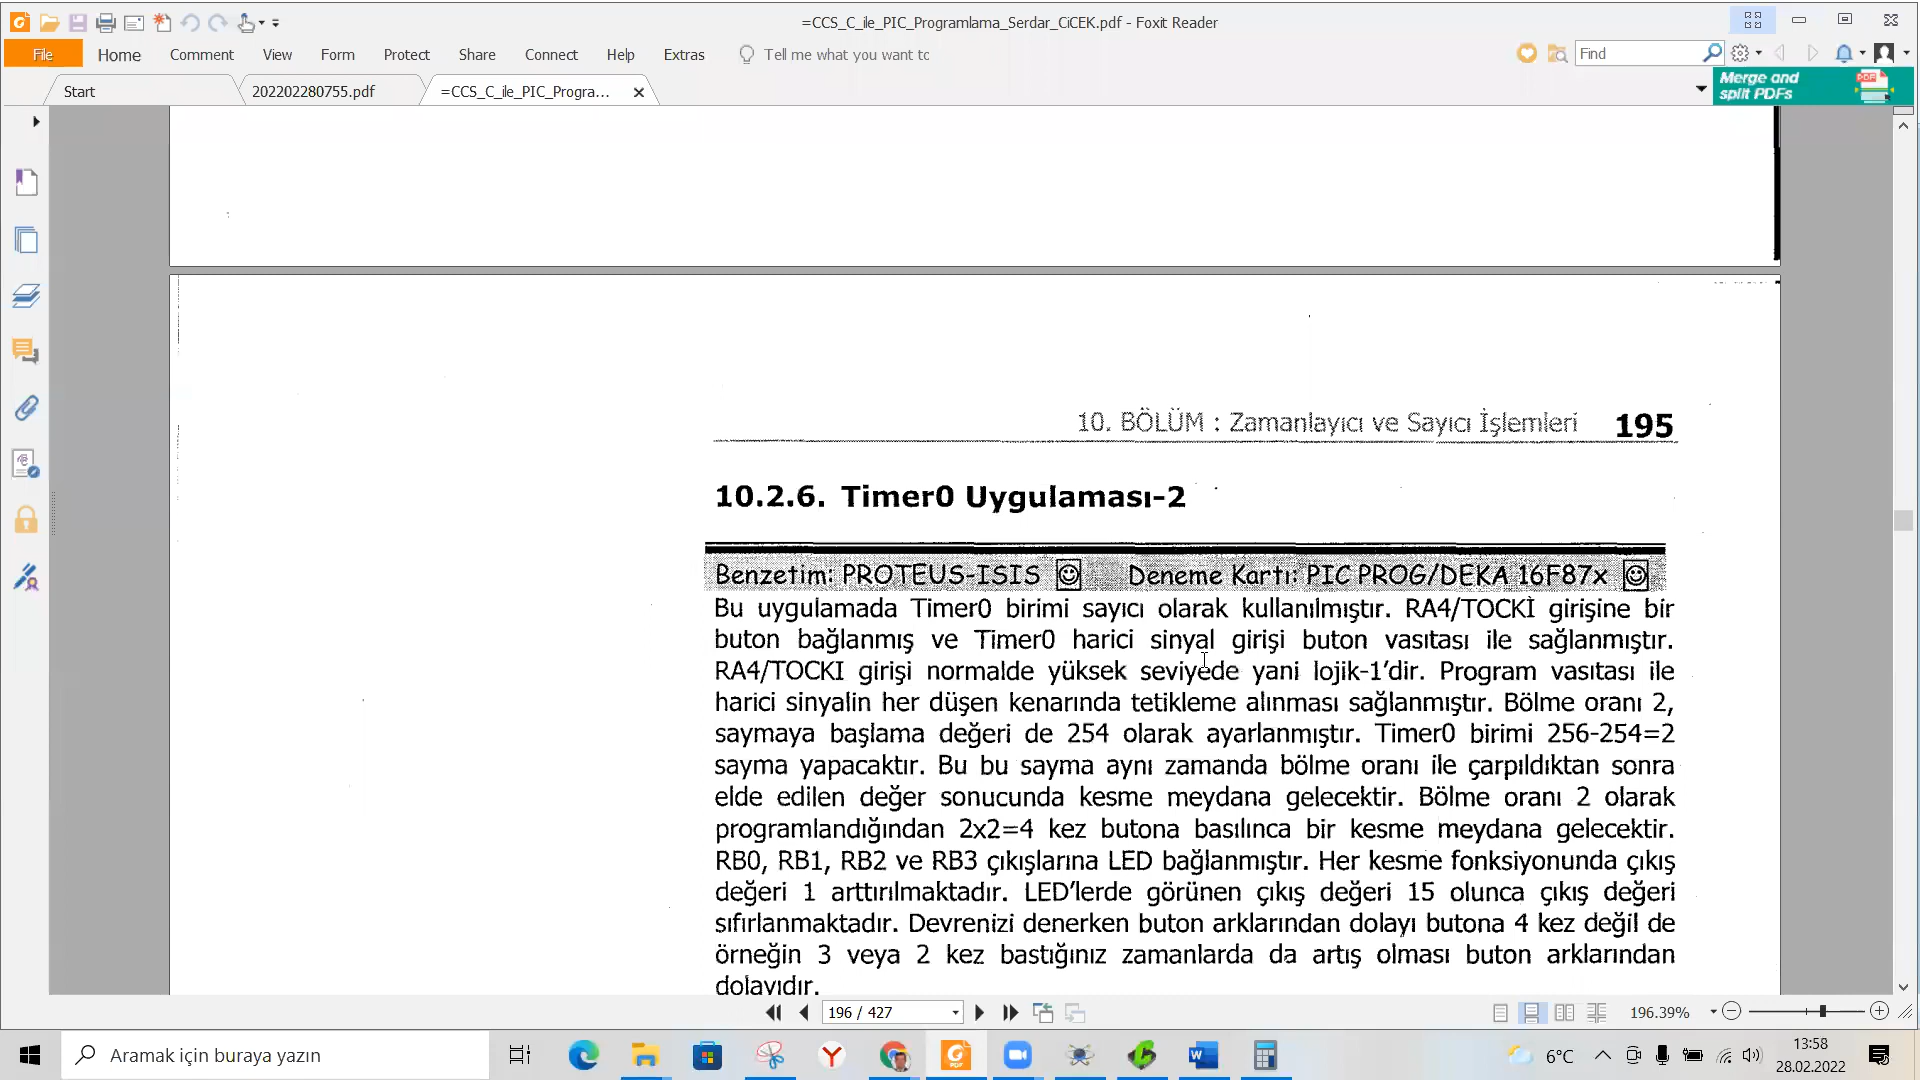 =CCS_C_ile_PIC_Programlama_Serdar_CiCEK.pdf - Foxit Reader
File Home Comment View Form Protect Share Connect Help Extras Tell me what you want to Find
Start 202202280755.pdf =CCS_C_ile_PIC_Progra...
Merge and
split PDFs
10. BÖLÜM : Zamanlayıcı ve Sayıcı İşlemleri 195
10.2.6. Timer0 Uygulaması-2
Benzetim: PROTEUS-ISIS Deneme Kartı: PIC PROG/DEKA 16F87x
Bu uygulamada Timer0 birimi sayıcı olarak kullanılmıştır. RA4/TOCKİ girişine bir
buton bağlanmış ve Timer0 harici sinyal girişi buton vasıtası ile sağlanmıştır.
RA4/TOCKI girişi normalde yüksek seviyede yani lojik-1'dir. Program vasıtası ile
harici sinyalin her düşen kenarında tetikleme alınması sağlanmıştır. Bölme oranı 2,
saymaya başlama değeri de 254 olarak ayarlanmıştır. Timer0 birimi 256-254=2
sayma yapacaktır. Bu bu sayma aynı zamanda bölme oranı ile çarpıldıktan sonra
elde edilen değer sonucunda kesme meydana gelecektir. Bölme oranı 2 olarak
programlandığından 2x2=4 kez butona basılınca bir kesme meydana gelecektir.
RB0, RB1, RB2 ve RB3 çıkışlarına LED bağlanmıştır. Her kesme fonksiyonunda çıkış
değeri 1 arttırılmaktadır. LED'lerde görünen çıkış değeri 15 olunca çıkış değeri
sıfırlanmaktadır. Devrenizi denerken buton arklarından dolayı butona 4 kez değil de
örneğin 3 veya 2 kez bastığınız zamanlarda da artış olması buton arklarından
dolayıdır.
196 / 427
196.39%
Aramak için buraya yazın
6°C
13:58
28.02.2022